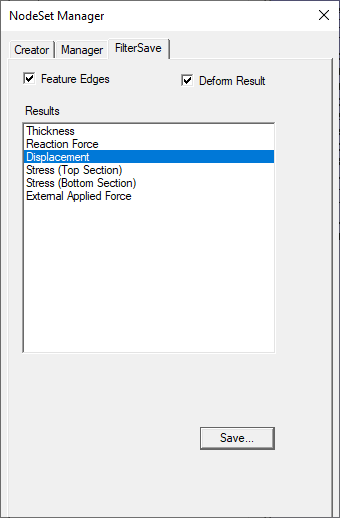 NodeSet Manager
Creator Manager FilterSave
Feature Edges Deform Result
Results
Thickness
Reaction Force
Displacement
Stress (Top Section)
Stress (Bottom Section)
External Applied Force
Save...